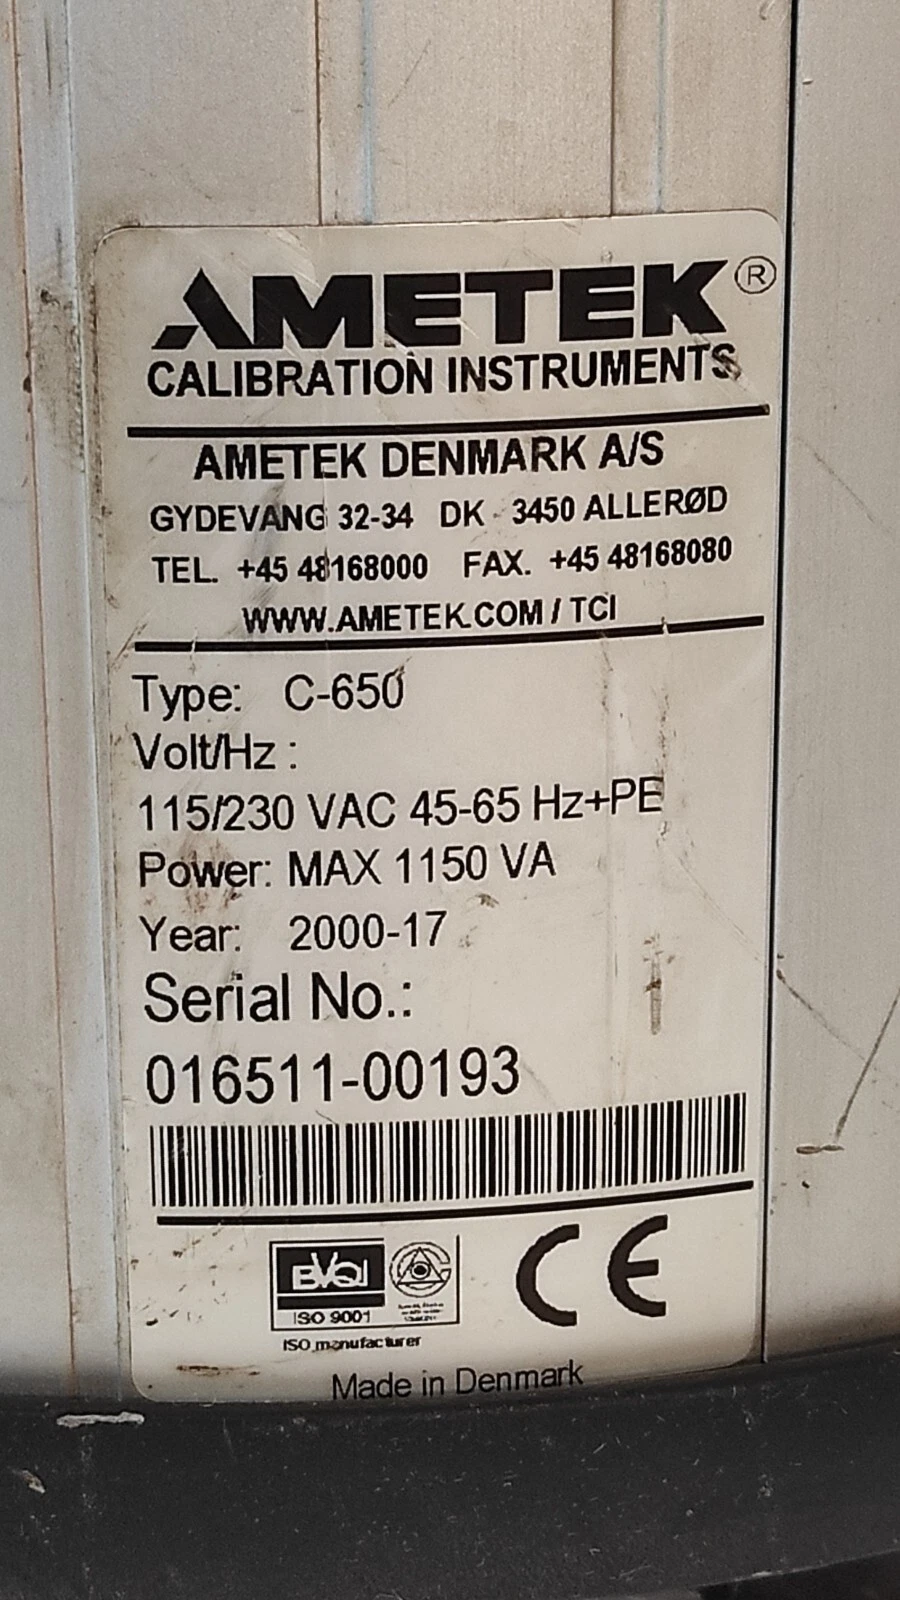 AMETEK®
CALIBRATION INSTRUMENTS
AMETEK DENMARK A/S
GYDEVANG 32-34 DK - 3450 ALLERØD
TEL. +45 48168000 FAX. +45 48168080
WWW.AMETEK.COM / TCI
Type: C-650
Volt/Hz :
115/230 VAC 45-65 Hz+PE
Power: MAX 1150 VA
Year: 2000-17
Serial No.:
016511-00193
BVQI
ISO 9001
ISO manufacturer
CE
Made in Denmark